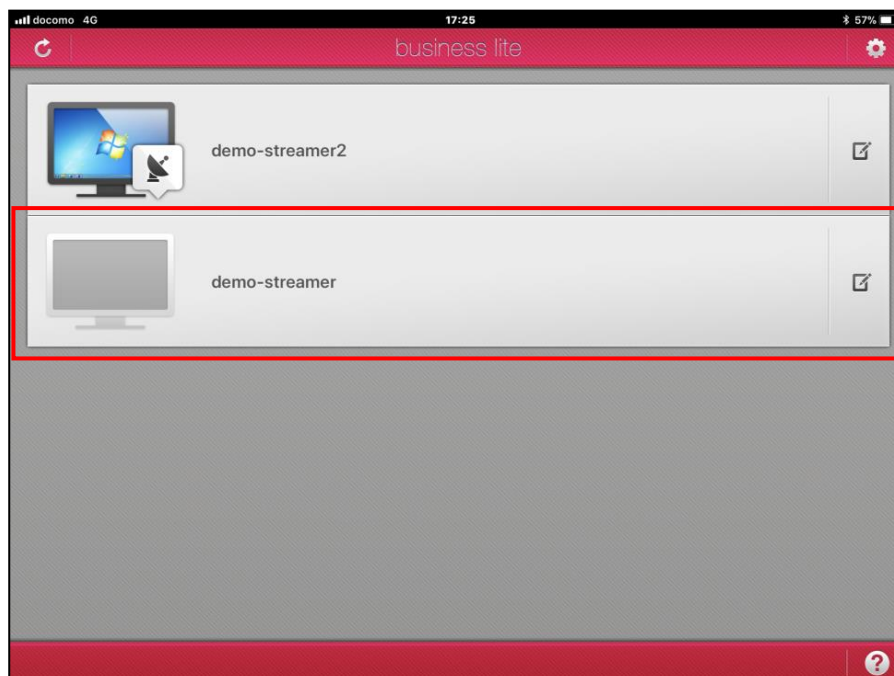 docomo 4G 17:25 57%
business lite
demo-streamer2
demo-streamer
?